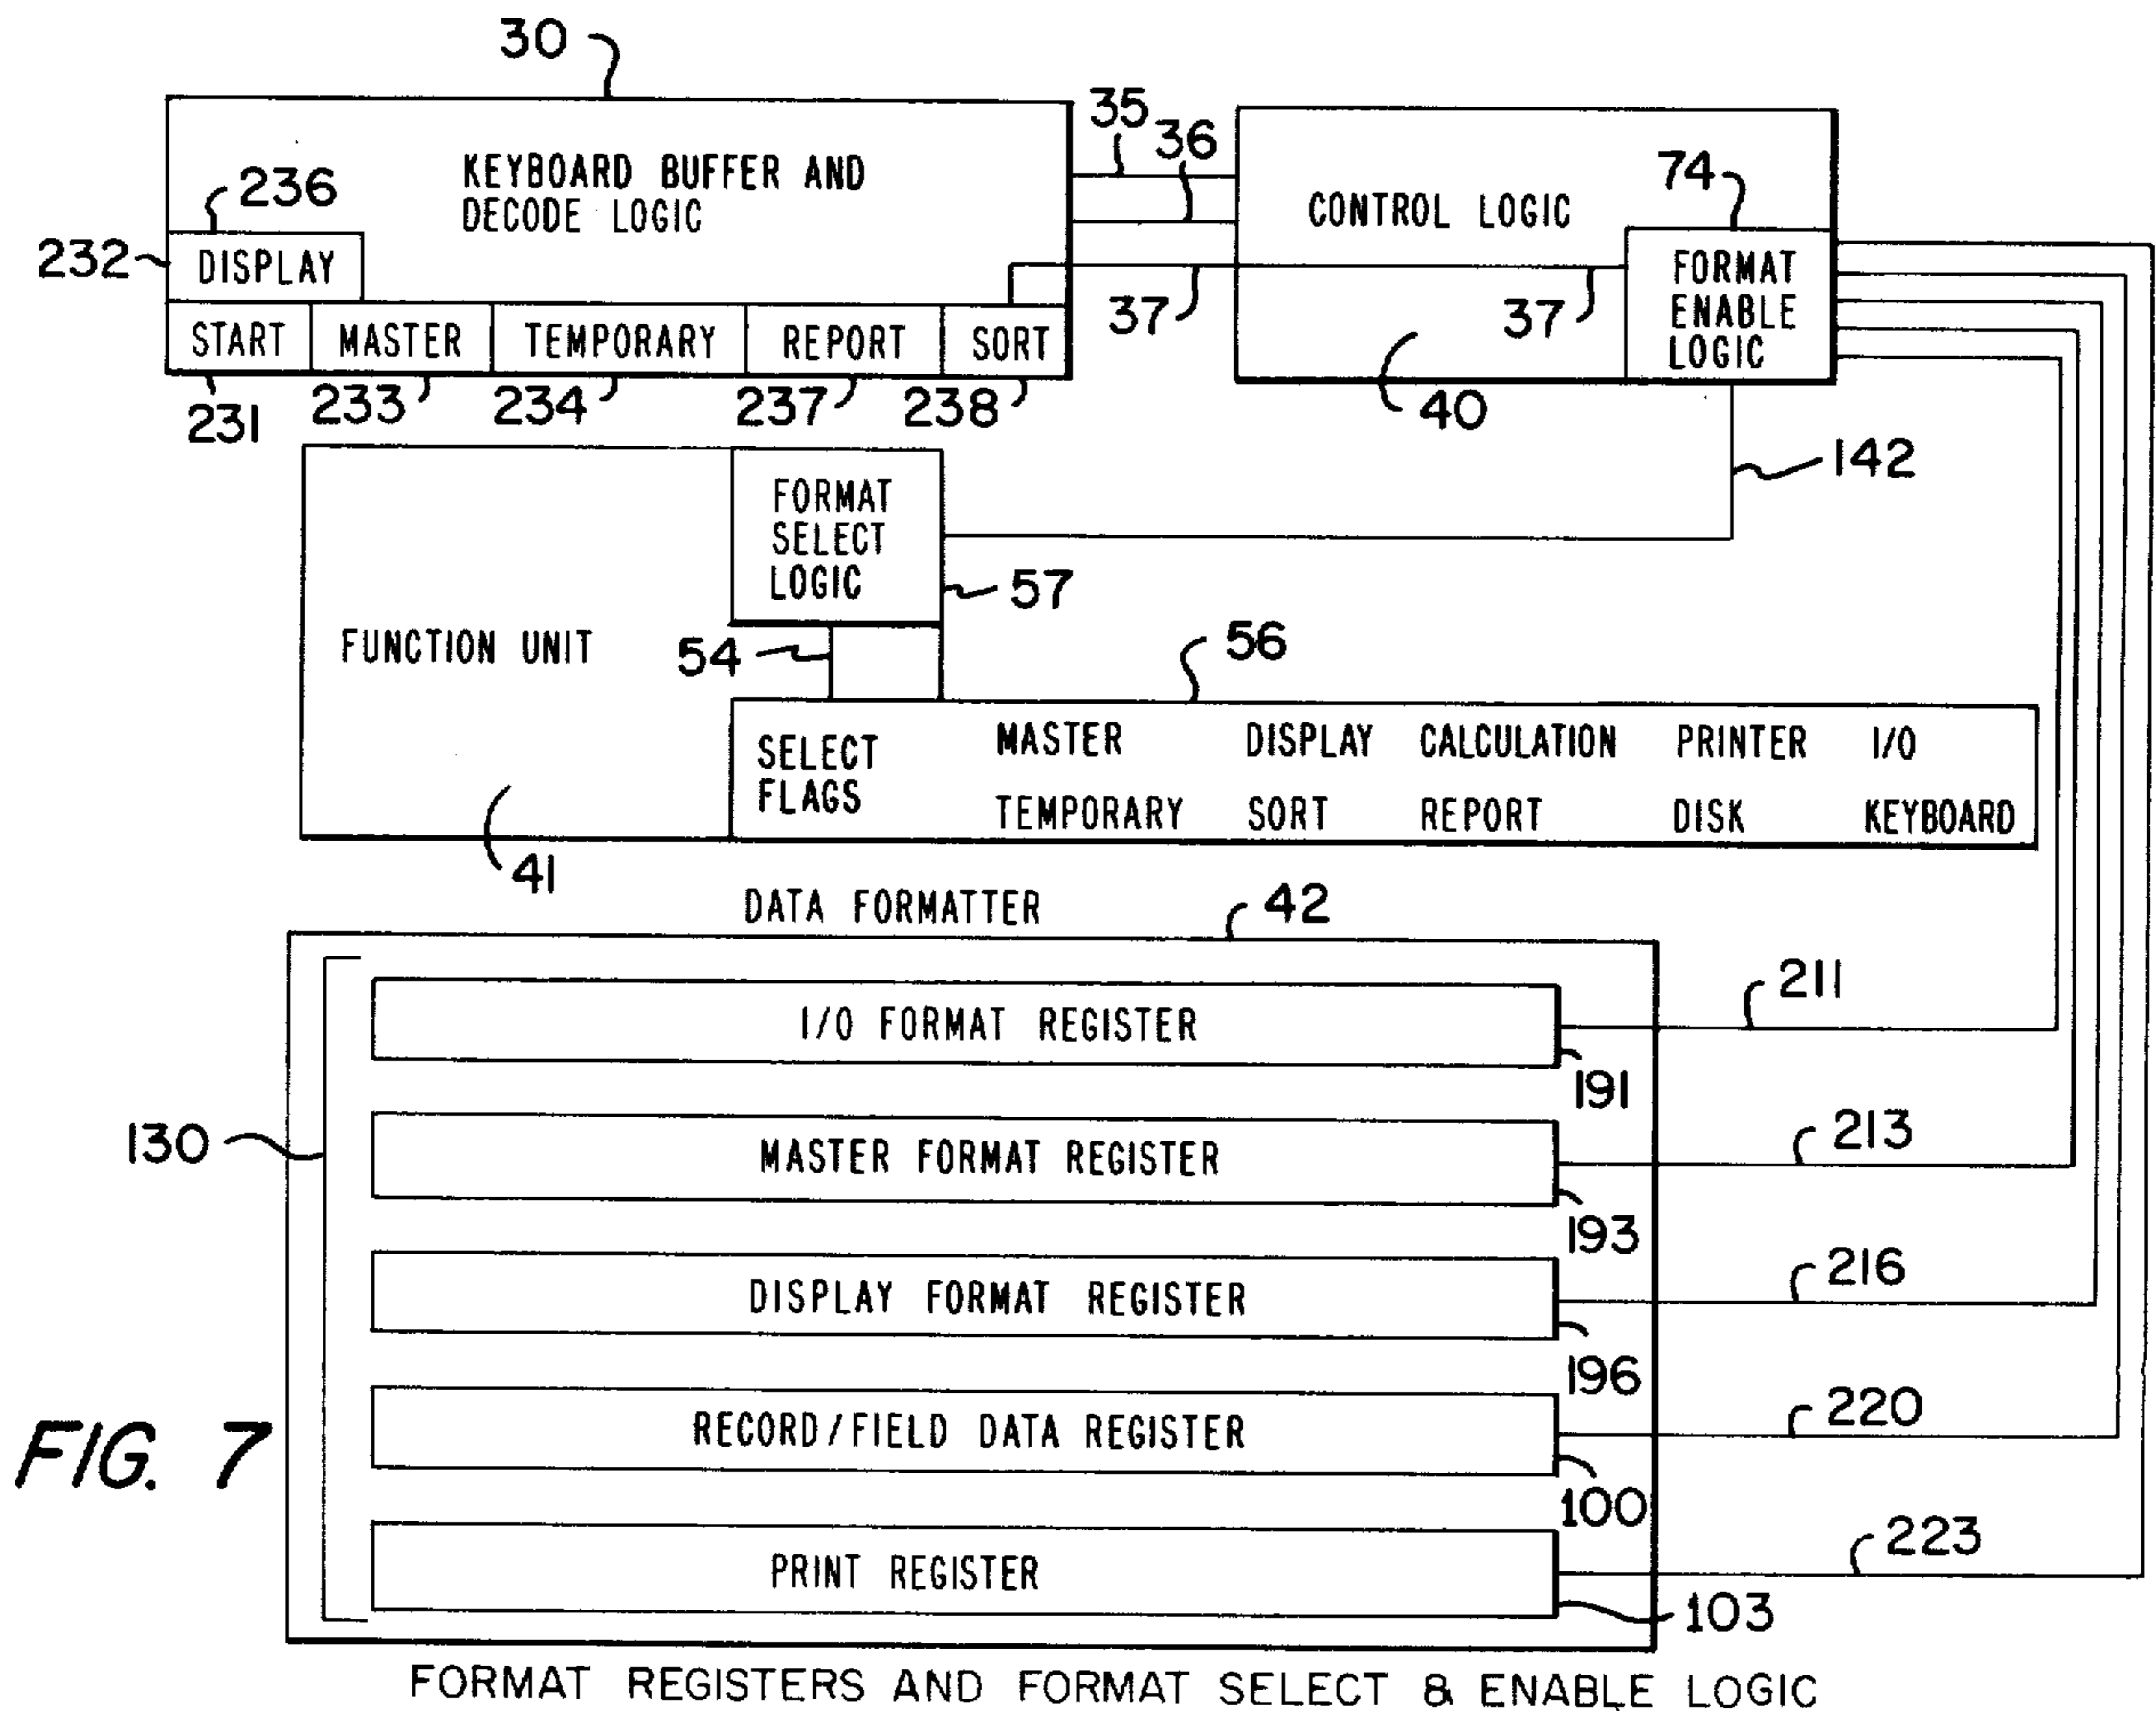 30
KEYBOARD BUFFER AND
DECODE LOGIC
236
232
DISPLAY
START MASTER TEMPORARY REPORT SORT
231 233 234 237 238
35
36
37
CONTROL LOGIC
37
40
74
FORMAT
ENABLE
LOGIC
142
FORMAT
SELECT
LOGIC
57
FUNCTION UNIT
54
56
SELECT
FLAGS
MASTER DISPLAY CALCULATION PRINTER I/O
TEMPORARY SORT REPORT DISK KEYBOARD
41
DATA FORMATTER
42
130
I/O FORMAT REGISTER
191
211
MASTER FORMAT REGISTER
193
213
DISPLAY FORMAT REGISTER
196
216
RECORD/FIELD DATA REGISTER
100
220
PRINT REGISTER
103
223
FIG. 7
FORMAT REGISTERS AND FORMAT SELECT & ENABLE LOGIC